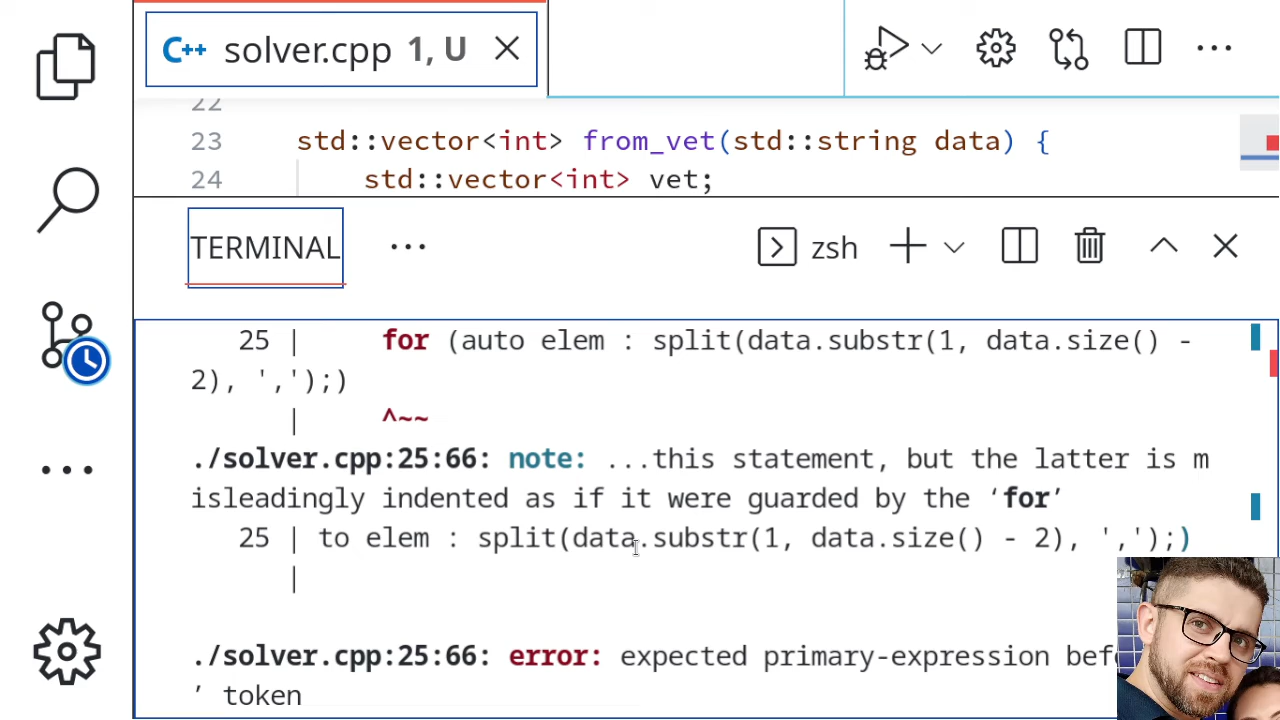 C++ solver.cpp 1, U
22
23 std::vector<int> from_vet(std::string data) {
24 std::vector<int> vet;
TERMINAL
zsh
25 | for (auto elem : split(data.substr(1, data.size() -
2), ',');)
| ^~~
./solver.cpp:25:66: note: ...this statement, but the latter is m
isleadingly indented as if it were guarded by the ‘for’
25 | to elem : split(data.substr(1, data.size() - 2), ',');)
|
./solver.cpp:25:66: error: expected primary-expression
’ token